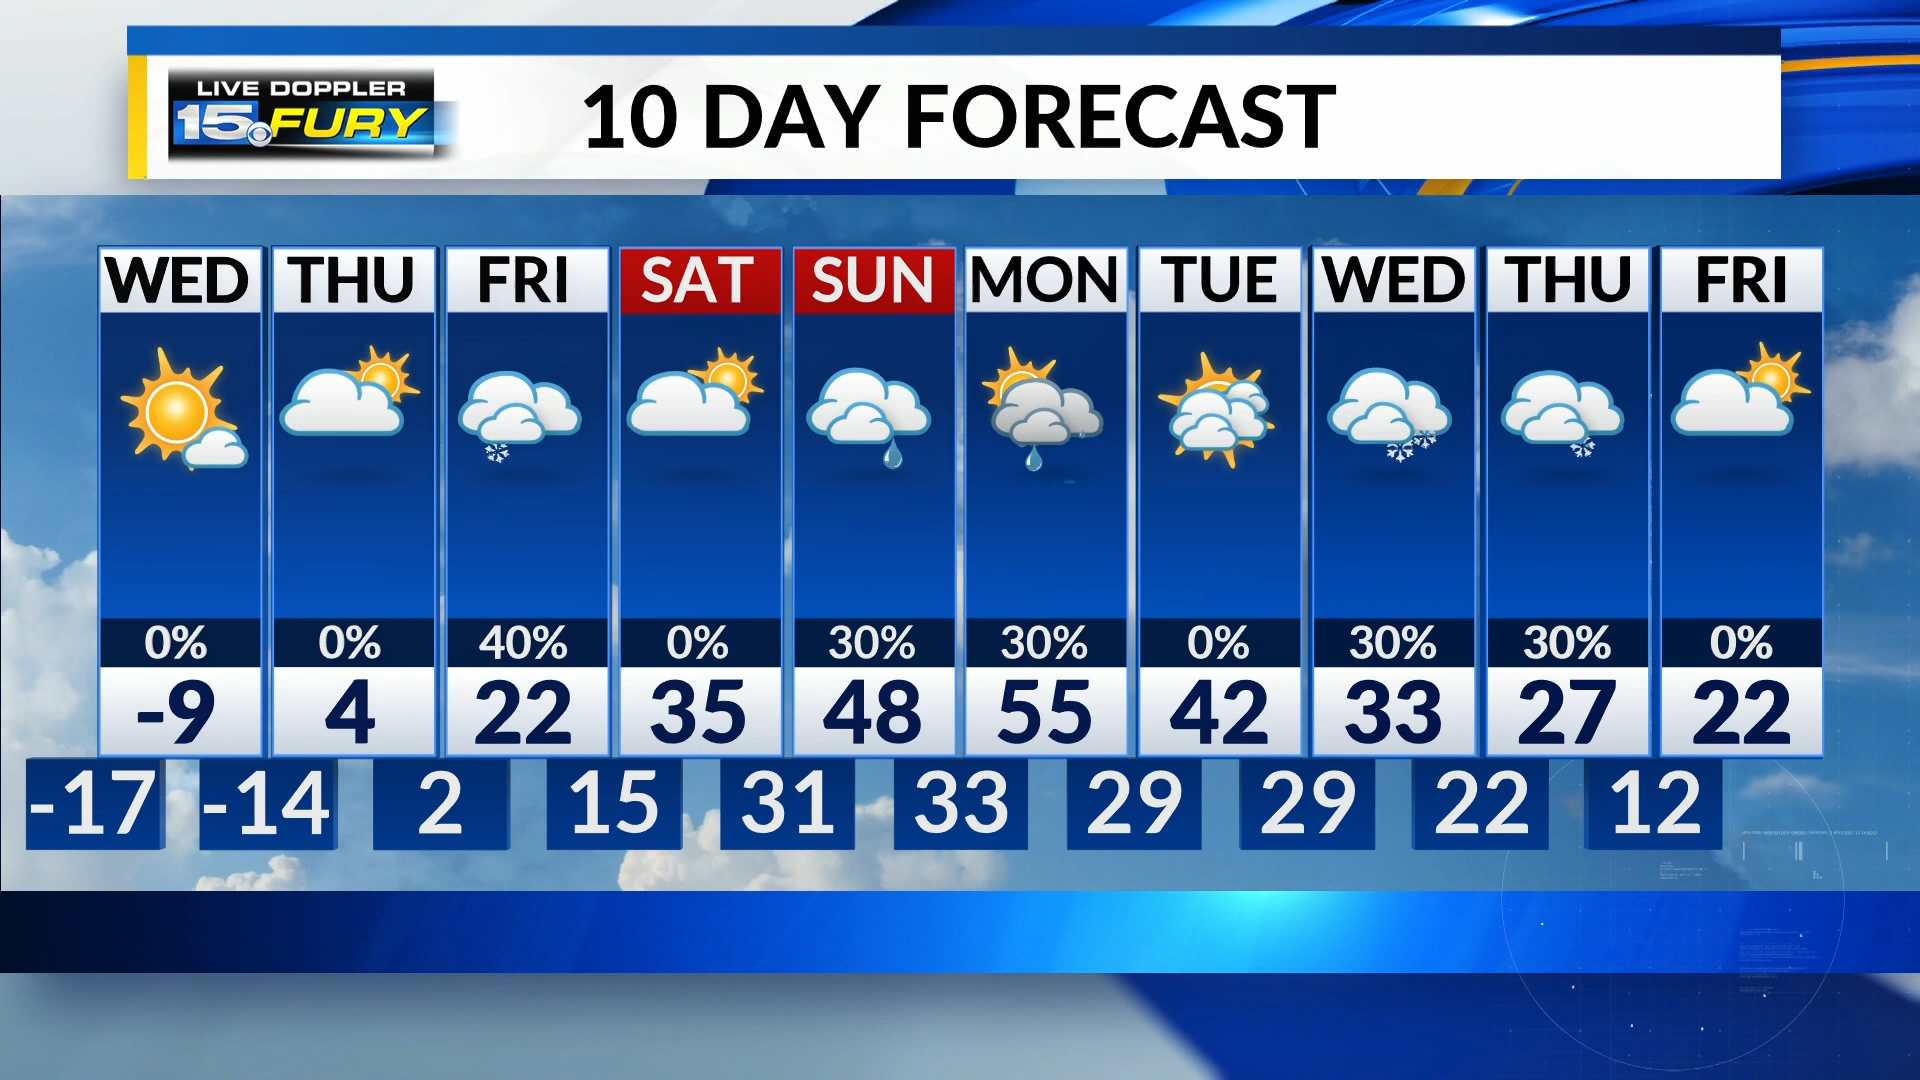 LIVE DOPPLER
15 FURY
10 DAY FORECAST
WED THU FRI SAT SUN MON TUE WED THU FRI
0% 0% 40% 0% 30% 30% 0% 30% 30% 0%
-9 4 22 35 48 55 42 33 27 22
-17 -14 2 15 31 33 29 29 22 12